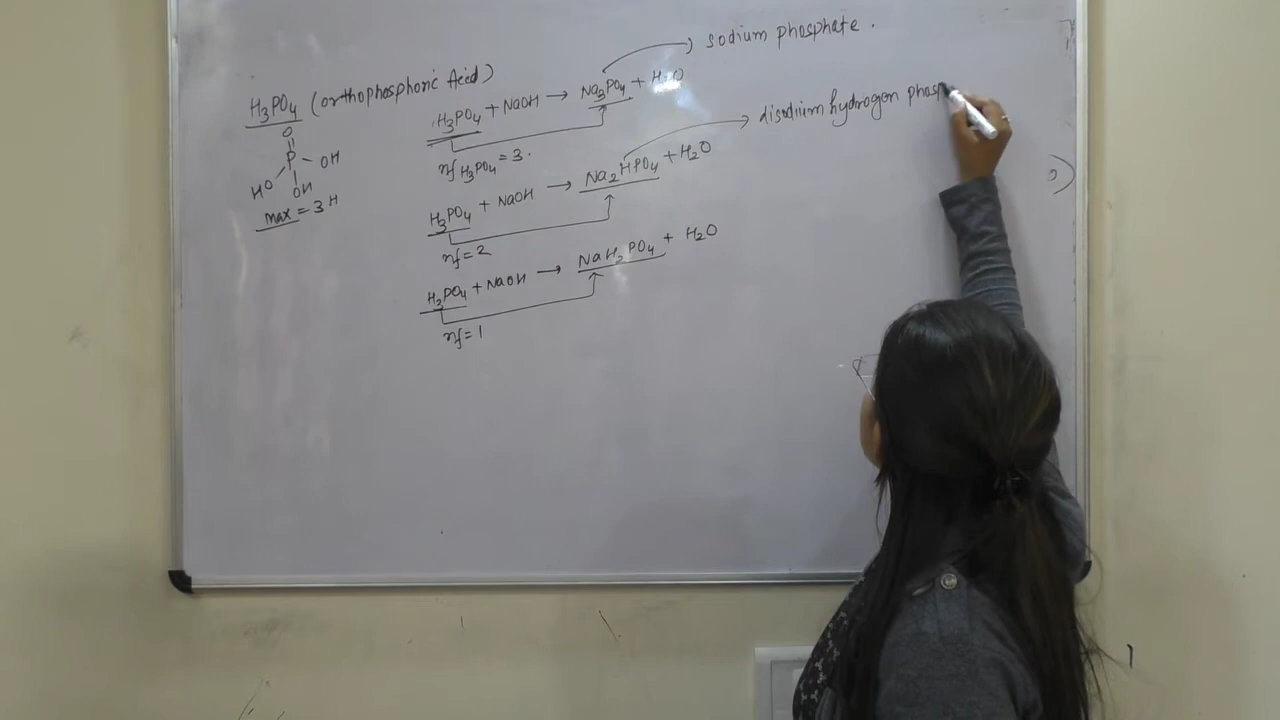 sodium phosphate.
H₃PO₄ (orthophosphoric Acid)
H₃PO₄ + NaOH → Na₃PO₄ + H₂O
disodium hydrogen phosp
nf H₃PO₄ = 3.
O
P
OH
HO
OH
max = 3 H
H₃PO₄ + NaOH → Na₂HPO₄ + H₂O
nf = 2
H₃PO₄ + NaOH → NaH₂PO₄ + H₂O
nf = 1